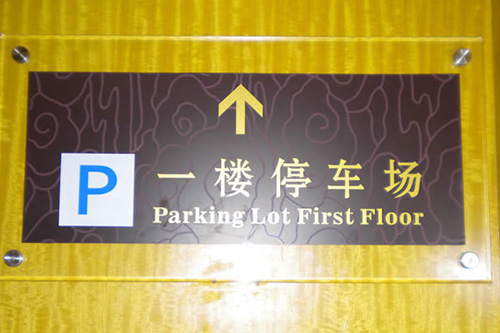 P
一楼停车场
Parking Lot First Floor